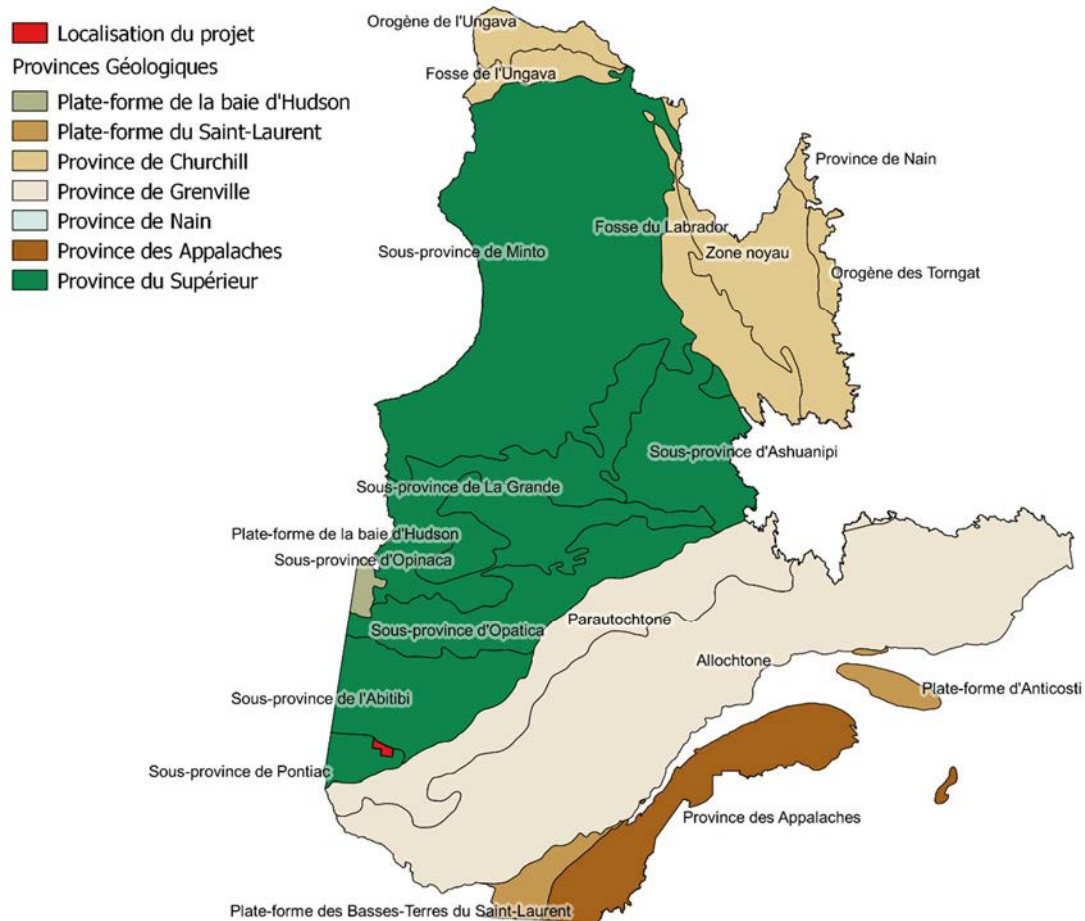 Localisation du projet
Provinces Géologiques
Plate-forme de la baie d'Hudson
Plate-forme du Saint-Laurent
Province de Churchill
Province de Grenville
Province de Nain
Province des Appalaches
Province du Supérieur
Orogène de l'Ungava
Fosse de l'Ungava
Province de Nain
Fosse du Labrador
Sous-province de Minto
Zone noyau
Orogène des Torngat
Sous-province d'Ashuanipi
Sous-province de La Grande
Plate-forme de la baie d'Hudson
Sous-province d'Opinaca
Parautochtone
Sous-province d'Opatica
Allochtone
Plate-forme d'Anticosti
Sous-province de l'Abitibi
Sous-province de Pontiac
Province des Appalaches
Plate-forme des Basses-Terres du Saint-Laurent